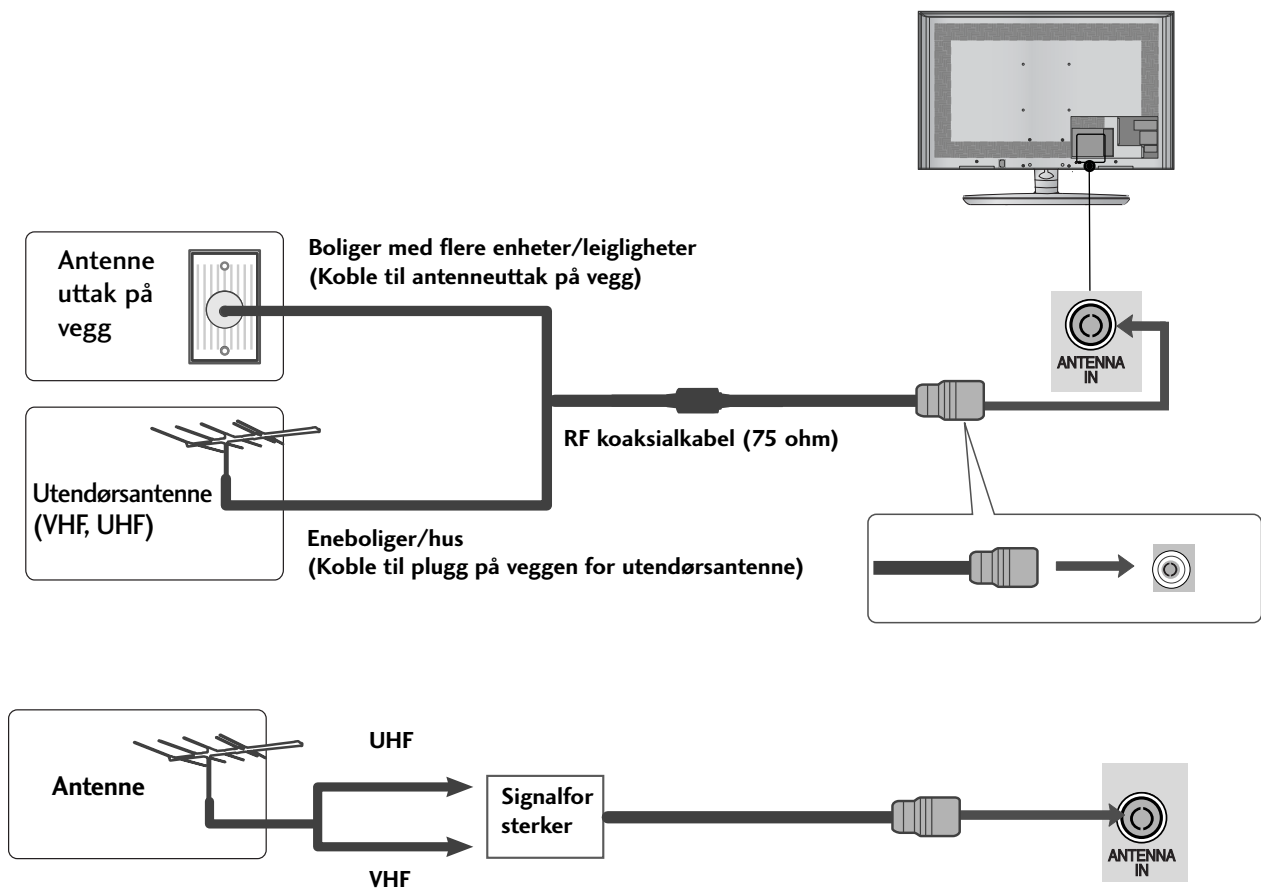 Boliger med flere enheter/leigligheter
(Koble til antenneuttak på vegg)
Antenne
uttak på
vegg
ANTENNA
IN
RF koaksialkabel (75 ohm)
Utendørsantenne
(VHF, UHF)
Eneboliger/hus
(Koble til plugg på veggen for utendørsantenne)
UHF
Antenne
Signalfor
sterker
VHF
ANTENNA
IN